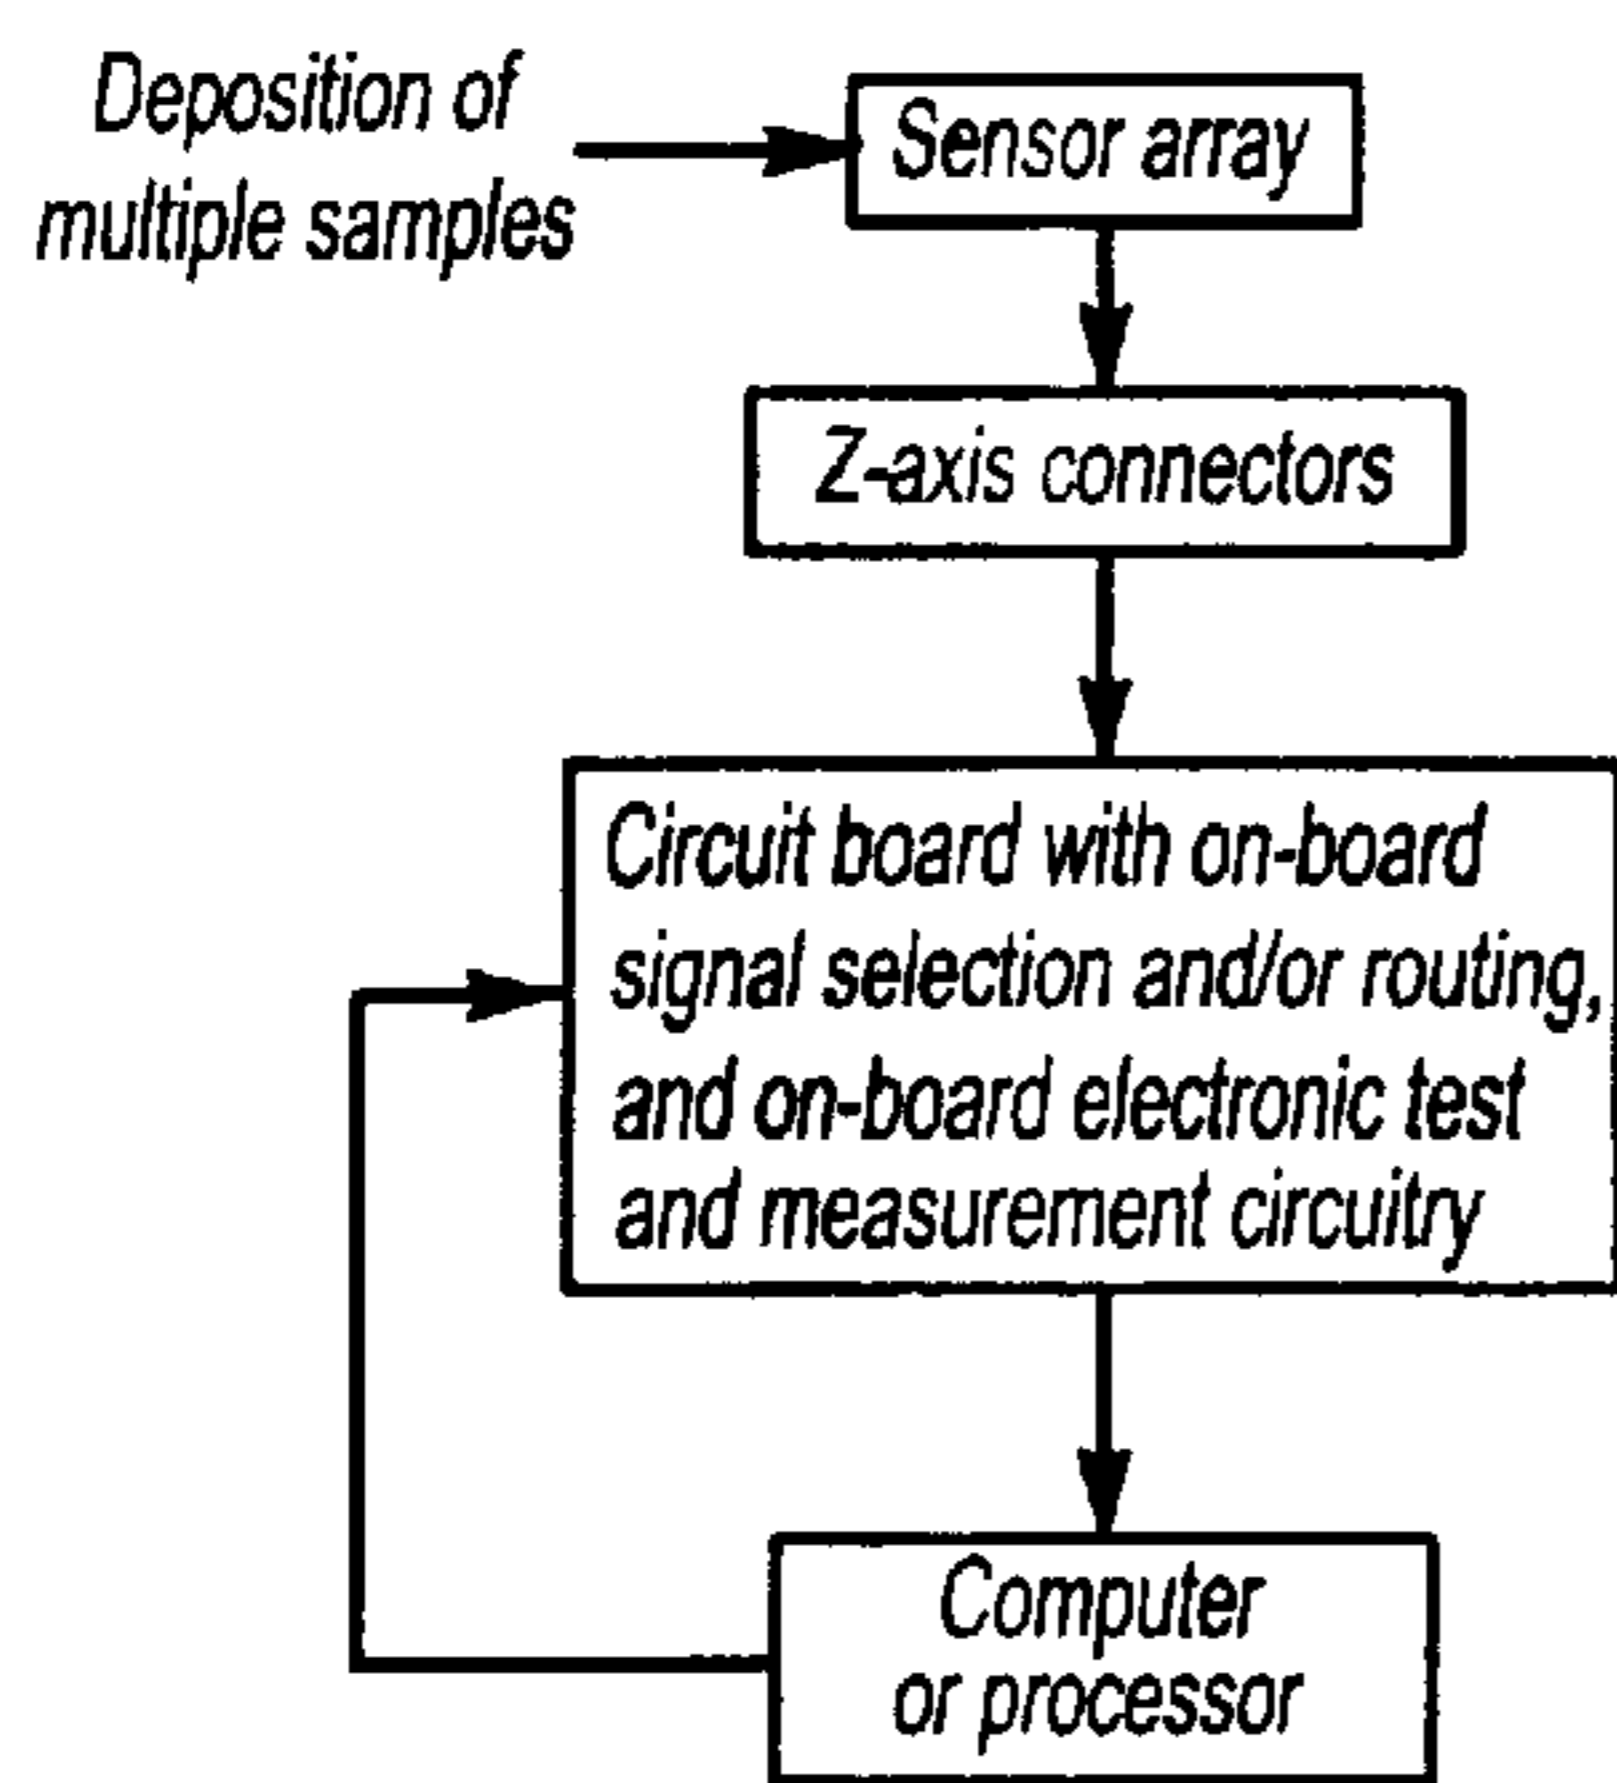 Deposition of
multiple samples
Sensor array
Z-axis connectors
Circuit board with on-board
signal selection and/or routing,
and on-board electronic test
and measurement circuitry
Computer
or processor